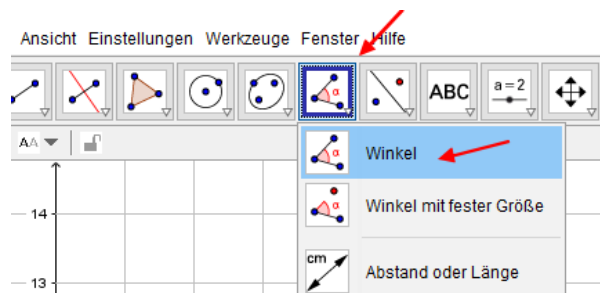 Ansicht Einstellungen Werkzeuge Fenster Hilfe
α ABC a=2
AA
α Winkel
α Winkel mit fester Größe
cm Abstand oder Länge
14
13